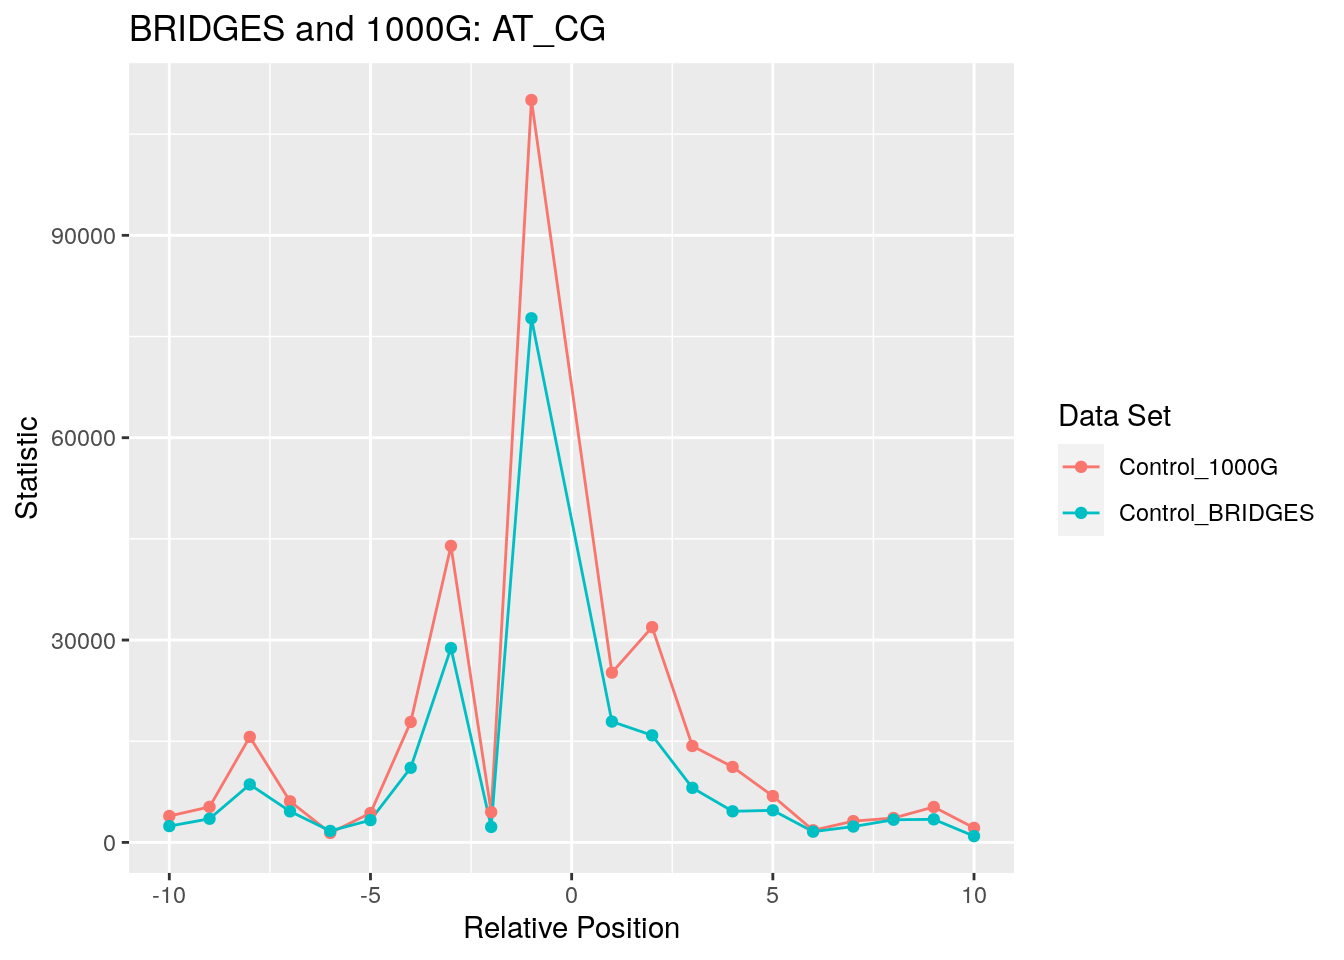 BRIDGES and 1000G: AT_CG
Statistic
90000
60000
30000
0
-10
-5
0
5
10
Relative Position
Data Set
Control_1000G
Control_BRIDGES